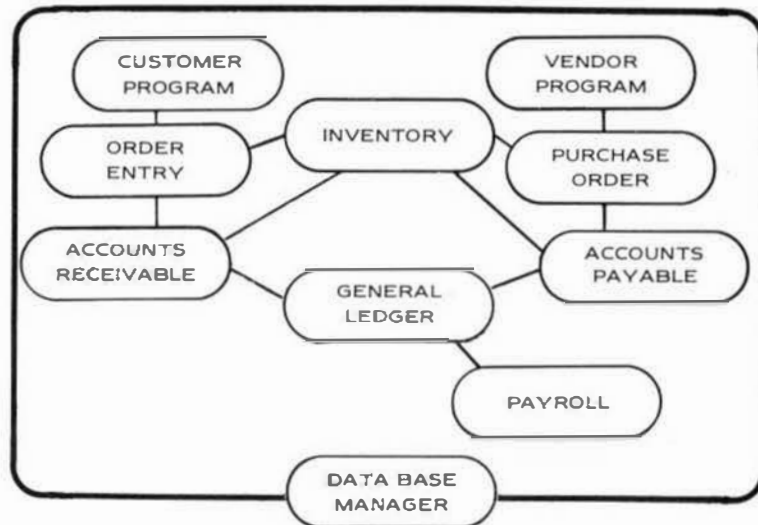 CUSTOMER
PROGRAM
VENDOR
PROGRAM
INVENTORY
ORDER
ENTRY
PURCHASE
ORDER
ACCOUNTS
RECEIVABLE
ACCOUNTS
PAYABLE
GENERAL
LEDGER
PAYROLL
DATA BASE
MANAGER